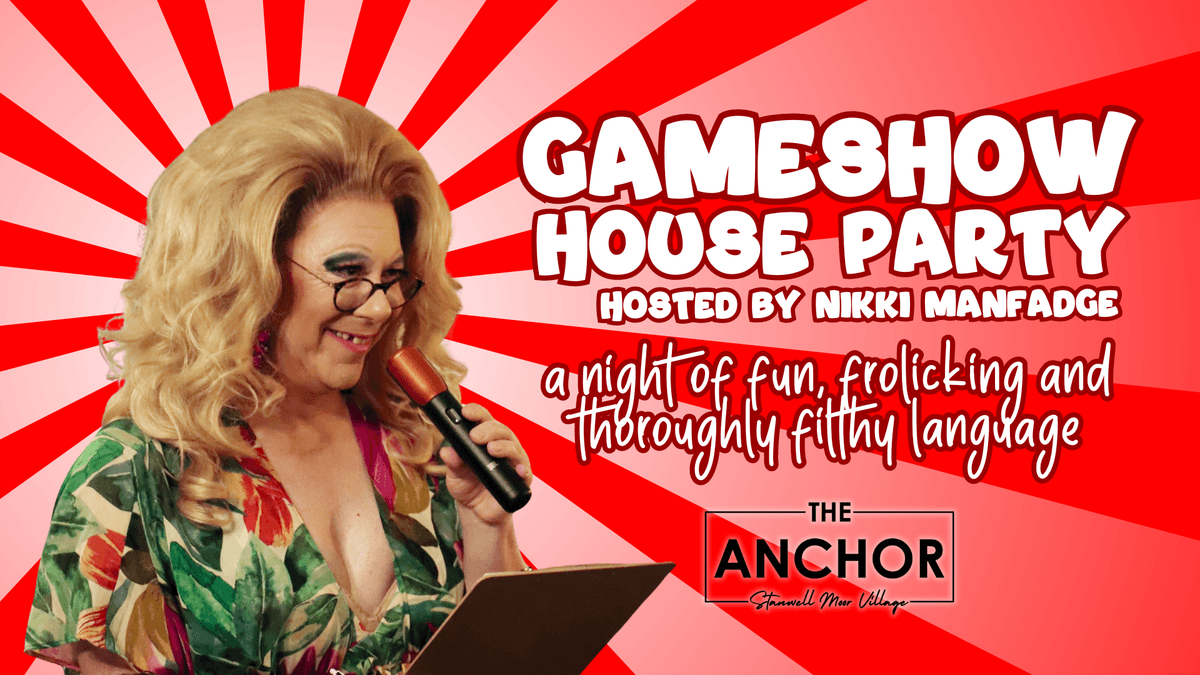 GAMESHOW
HOUSE PARTY
HOSTED BY NIKKI MANFADGE
a night of fun, frolicking and
thoroughly filthy language
THE
ANCHOR
Stanwell Moor Village